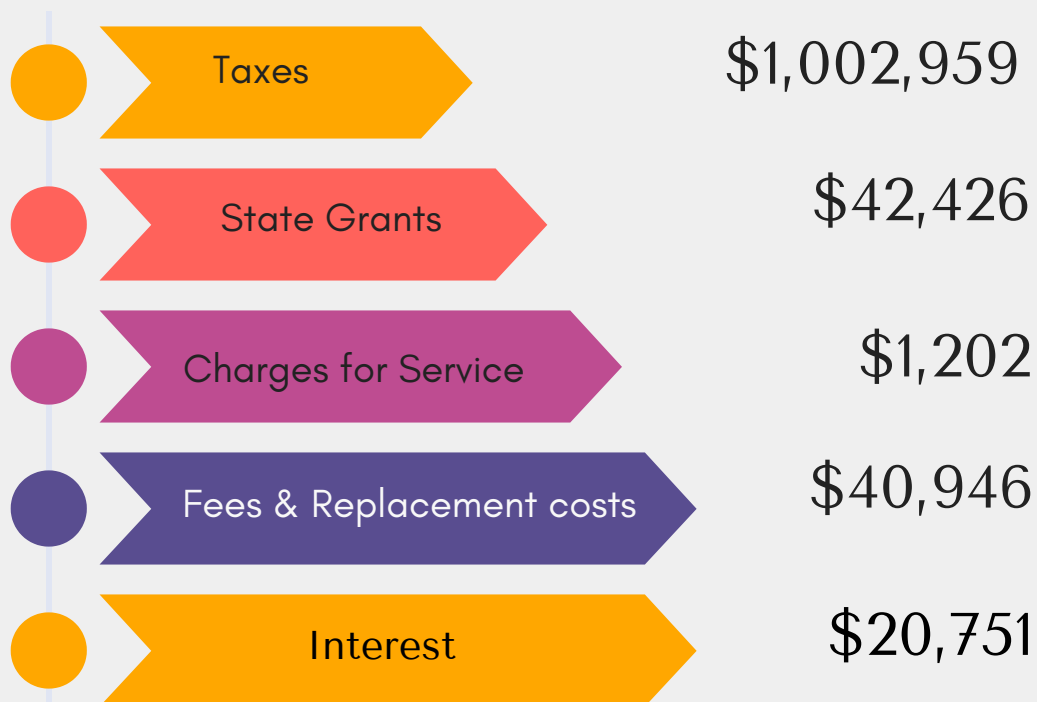 Taxes $1,002,959
State Grants $42,426
Charges for Service $1,202
Fees & Replacement costs $40,946
Interest $20,751